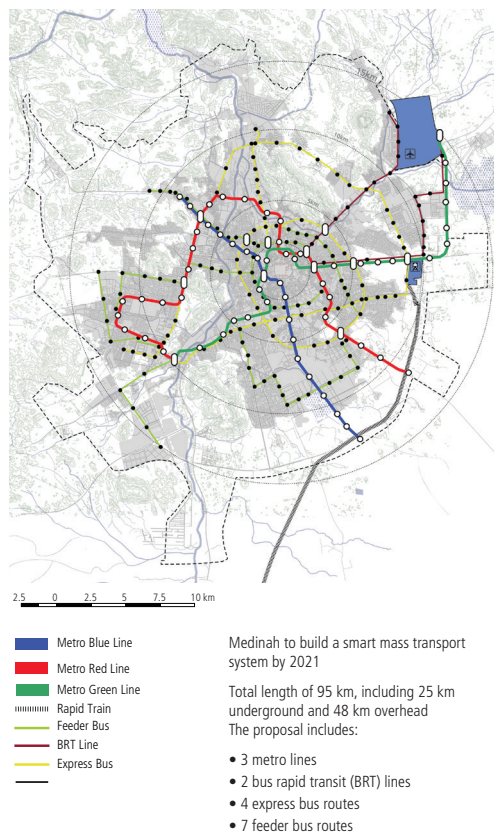 15km
10km
5km
2.5 0 2.5 5 7.5 10 km
Metro Blue Line
Metro Red Line
Metro Green Line
Rapid Train
Feeder Bus
BRT Line
Express Bus
Medinah to build a smart mass transport
system by 2021
Total length of 95 km, including 25 km
underground and 48 km overhead
The proposal includes:
• 3 metro lines
• 2 bus rapid transit (BRT) lines
• 4 express bus routes
• 7 feeder bus routes